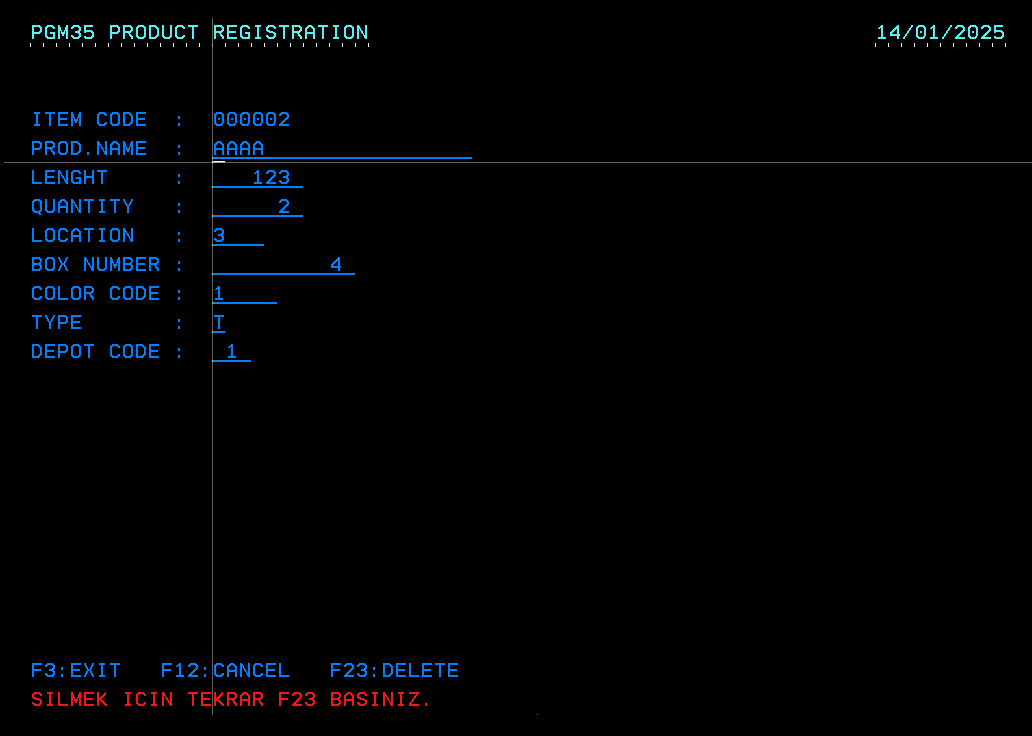 PGM35 PRODUCT REGISTRATION 14/01/2025
ITEM CODE : 000002
PROD.NAME : AAAA
LENGHT : 123
QUANTITY : 2
LOCATION : 3
BOX NUMBER : 4
COLOR CODE : 1
TYPE : T
DEPOT CODE : 1
F3:EXIT F12:CANCEL F23:DELETE
SILMEK ICIN TEKRAR F23 BASINIZ.